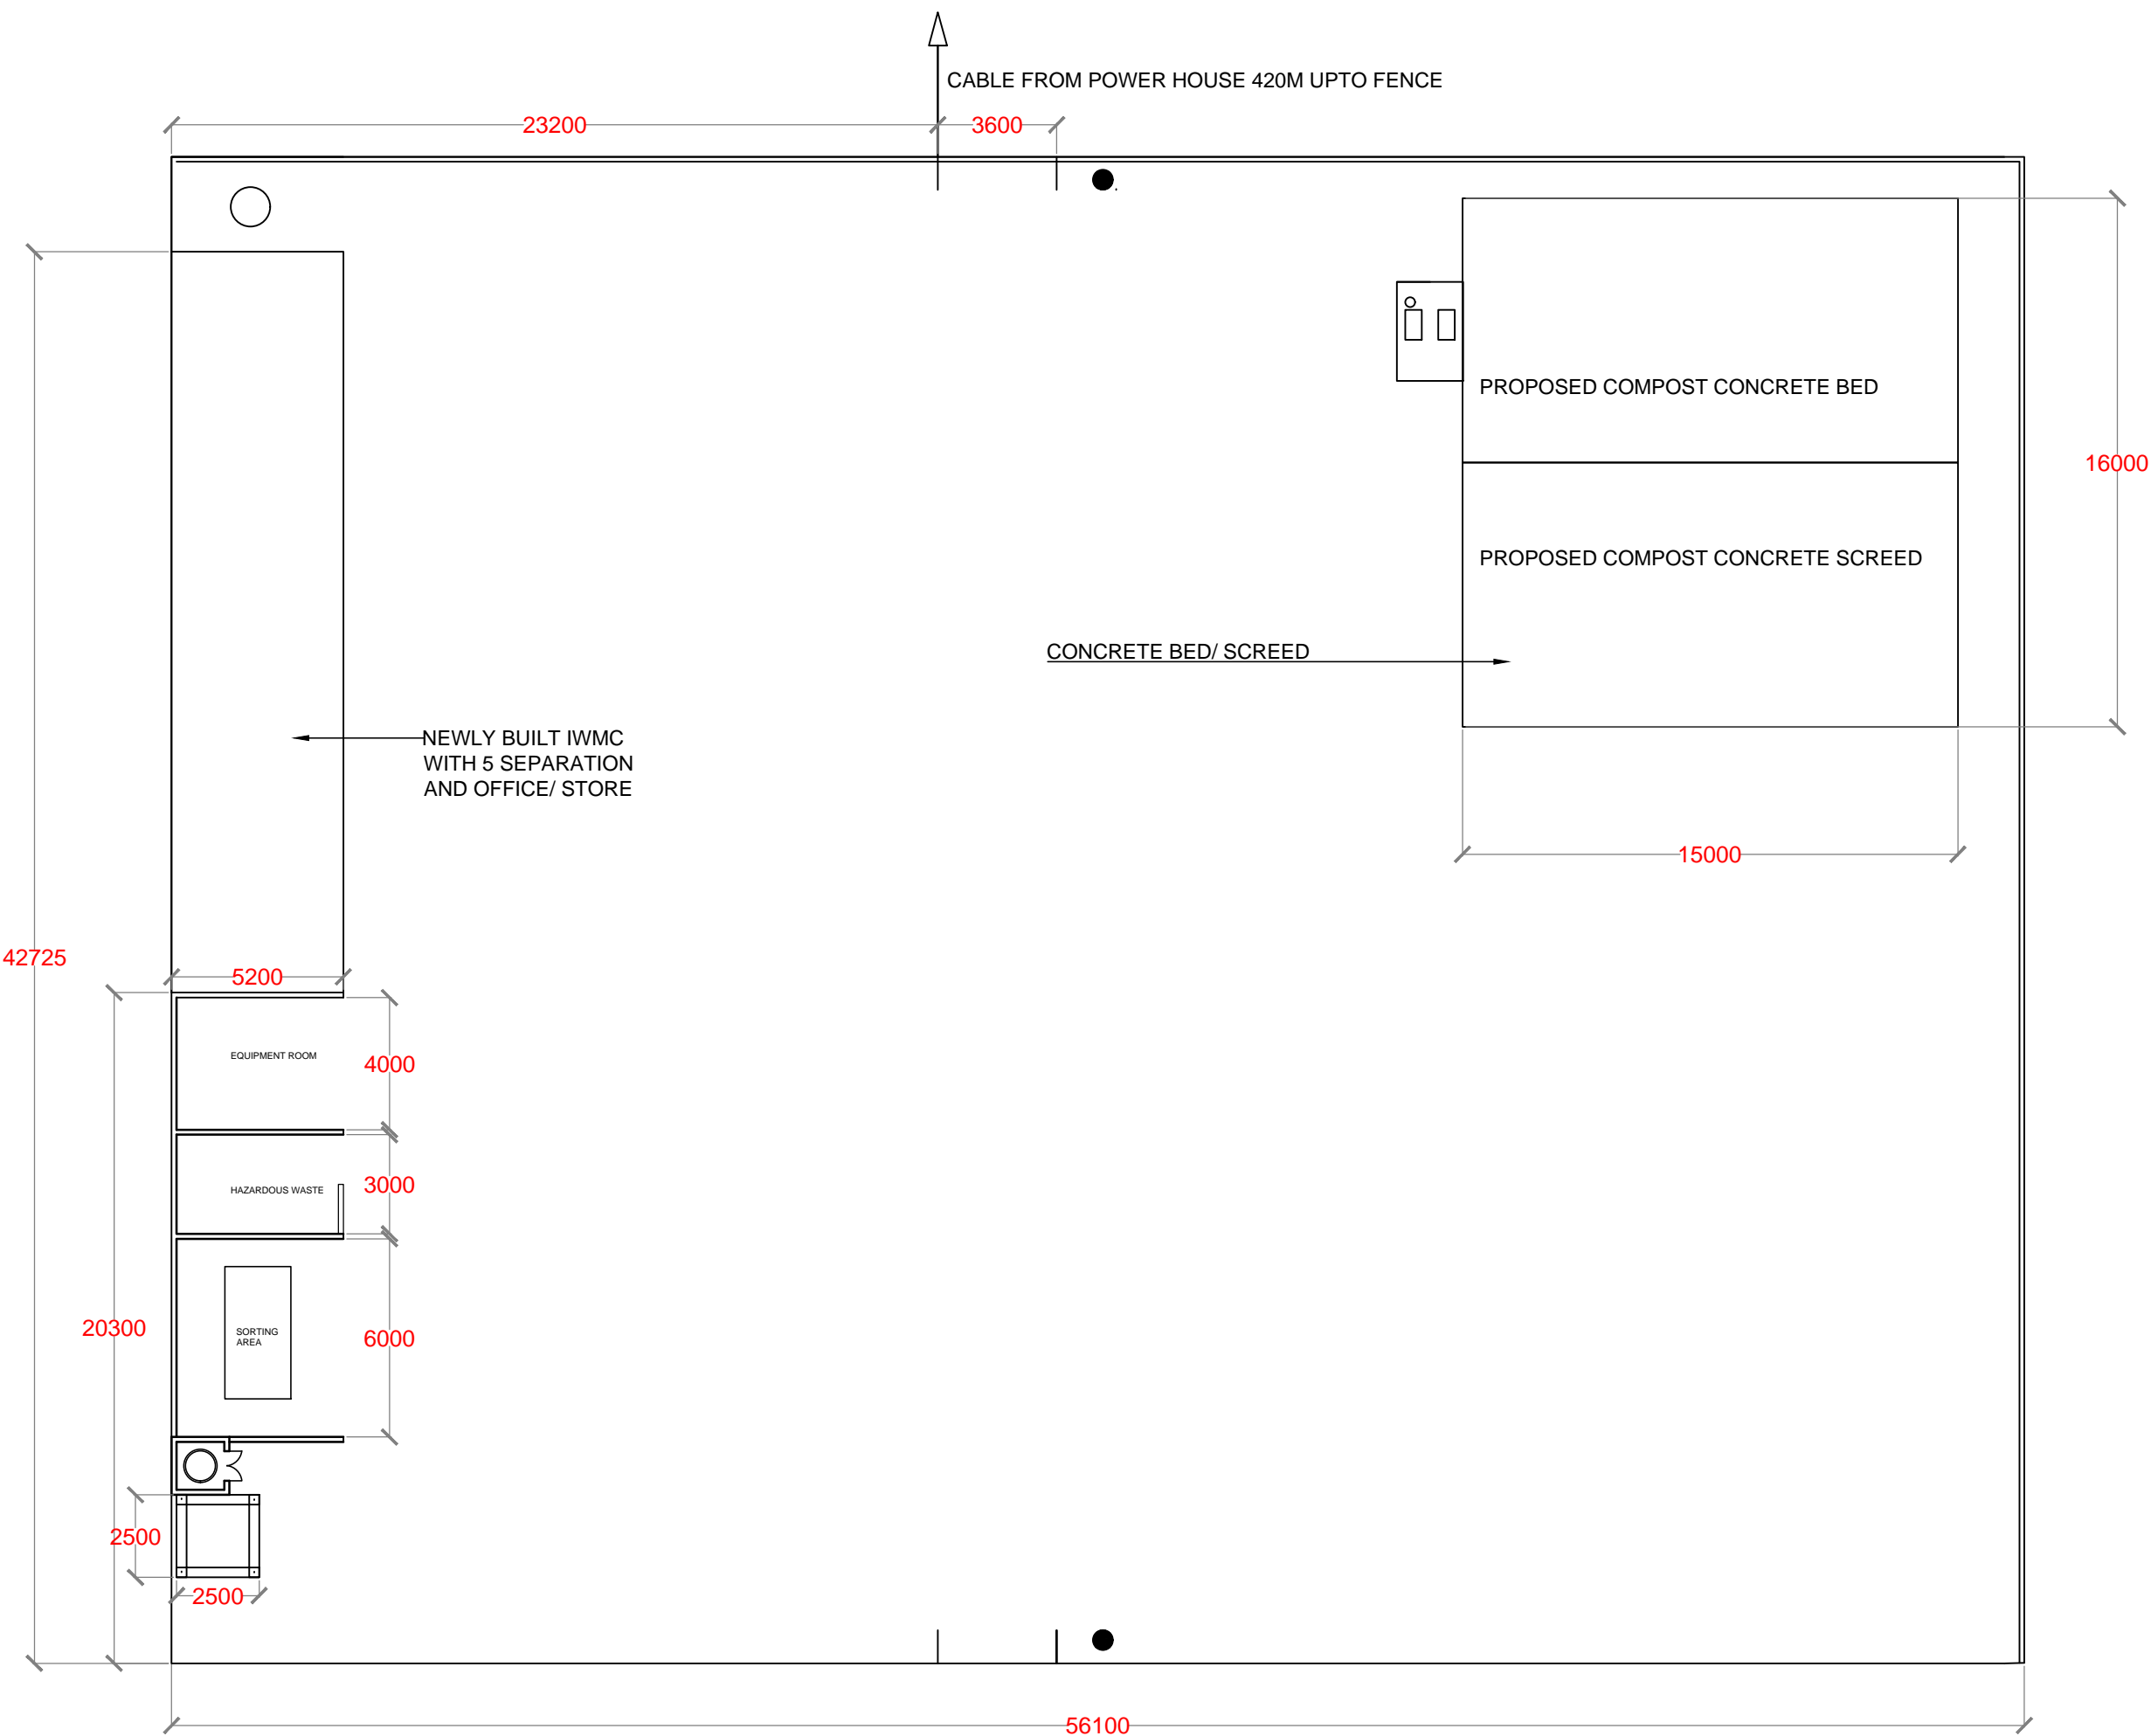 CABLE FROM POWER HOUSE 420M UPTO FENCE
23200
3600
PROPOSED COMPOST CONCRETE BED
16000
PROPOSED COMPOST CONCRETE SCREED
CONCRETE BED/ SCREED
NEWLY BUILT IWMC
WITH 5 SEPARATION
AND OFFICE/ STORE
15000
42725
5200
EQUIPMENT ROOM
4000
HAZARDOUS WASTE
3000
20300
SORTING
AREA
6000
2500
2500
56100